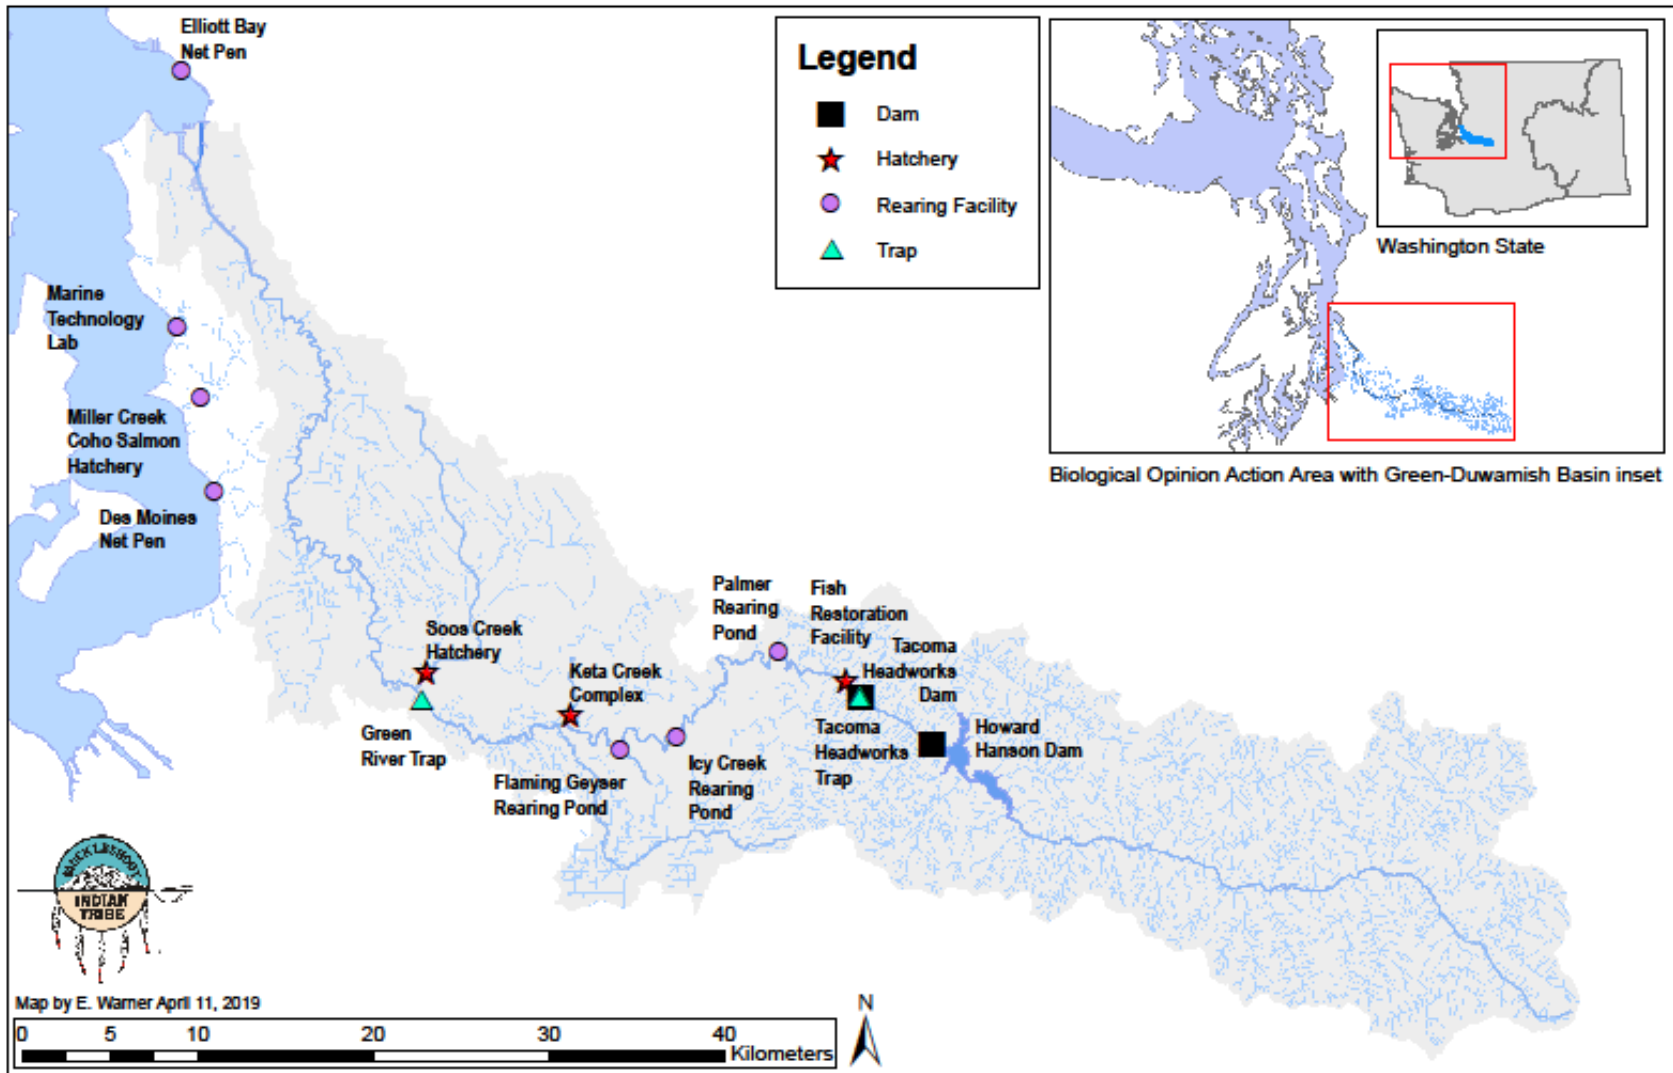 Elliott Bay
Net Pen
Legend
Dam
Hatchery
Rearing Facility
Trap
Washington State
Biological Opinion Action Area with Green-Duwamish Basin inset
Marine
Technology
Lab
Miller Creek
Coho Salmon
Hatchery
Des Moines
Net Pen
Soos Creek
Hatchery
Green
River Trap
Keta Creek
Complex
Flaming Geyser
Rearing Pond
Icy Creek
Rearing
Pond
Palmer
Rearing
Pond
Fish
Restoration
Facility
Tacoma
Headworks
Dam
Tacoma
Headworks
Trap
Howard
Hanson Dam
MUCKLESHOOT
INDIAN
TRIBE
Map by E. Warner April 11, 2019
0 5 10 20 30 40
Kilometers
N